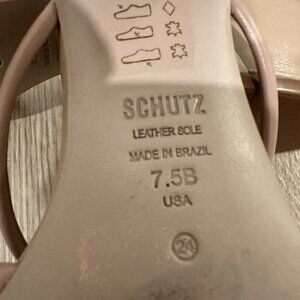 SCHUTZ
LEATHER SOLE
MADE IN BRAZIL
7.5B
USA
24